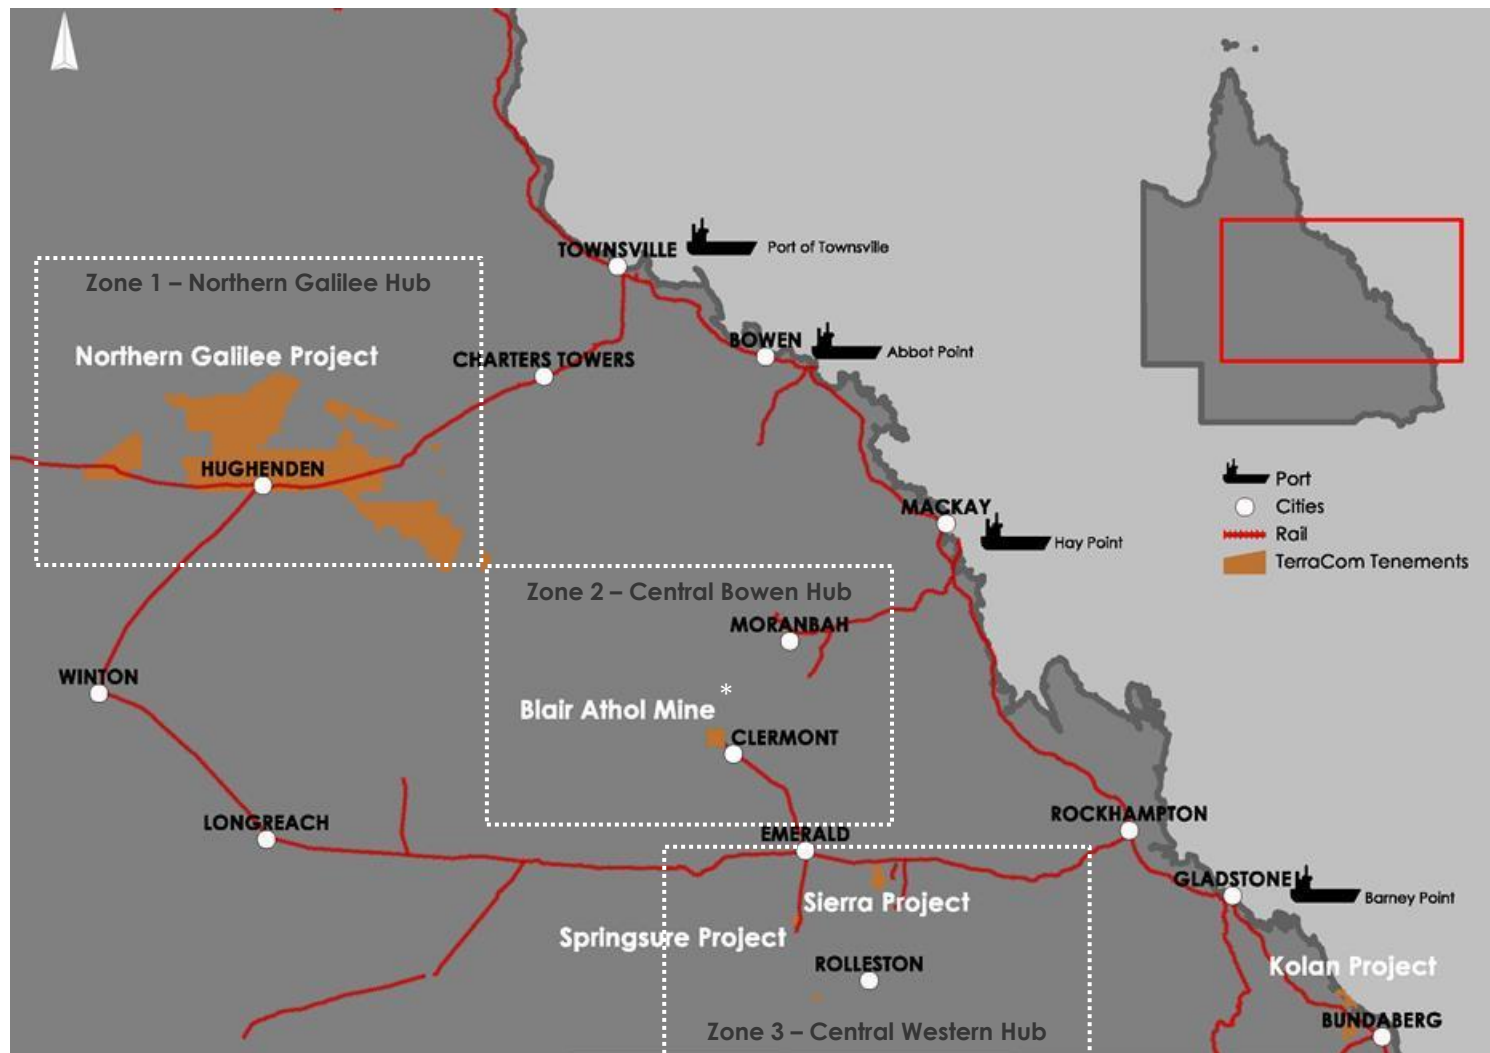 TOWNSVILLE
Port of Townsville
Zone 1 – Northern Galilee Hub
Northern Galilee Project
CHARTERS TOWERS
BOWEN
Abbot Point
HUGHENDEN
MACKAY
Hay Point
Port
Cities
Rail
TerraCom Tenements
Zone 2 – Central Bowen Hub
MORANBAH
WINTON
Blair Athol Mine *
CLERMONT
LONGREACH
EMERALD
ROCKHAMPTON
GLADSTONE
Barney Point
Sierra Project
Springsure Project
ROLLESTON
Kolan Project
Zone 3 – Central Western Hub
BUNDABERG